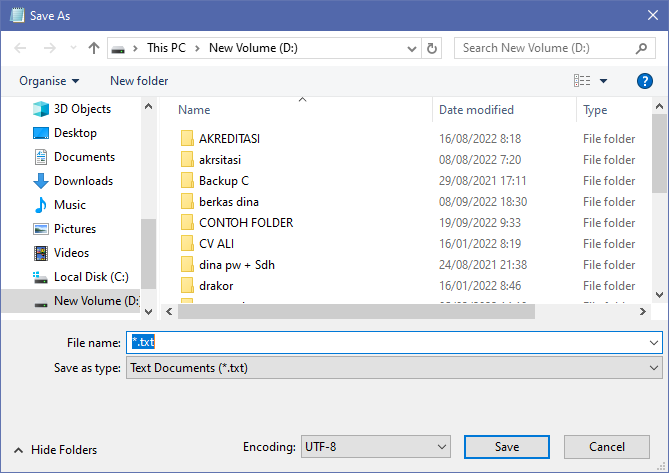 Save As
This PC > New Volume (D:)
Search New Volume (D:)
Organise
New folder
?
Name
Date modified
Type
3D Objects
Desktop
Documents
Downloads
Music
Pictures
Videos
Local Disk (C:)
New Volume (D:
AKREDITASI 16/08/2022 8:18 File folder
akrsitasi 08/08/2022 7:20 File folder
Backup C 29/08/2021 17:11 File folder
berkas dina 08/09/2022 18:30 File folder
CONTOH FOLDER 19/09/2022 9:33 File folder
CV ALI 16/01/2022 8:19 File folder
dina pw + Sdh 24/08/2021 21:38 File folder
drakor 16/01/2022 8:46 File folder
File name: *.txt
Save as type: Text Documents (*.txt)
Hide Folders
Encoding: UTF-8
Save
Cancel